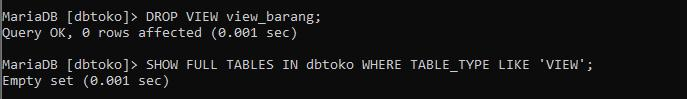 MariaDB [dbtoko]> DROP VIEW view_barang;
Query OK, 0 rows affected (0.001 sec)
MariaDB [dbtoko]> SHOW FULL TABLES IN dbtoko WHERE TABLE_TYPE LIKE 'VIEW';
Empty set (0.001 sec)